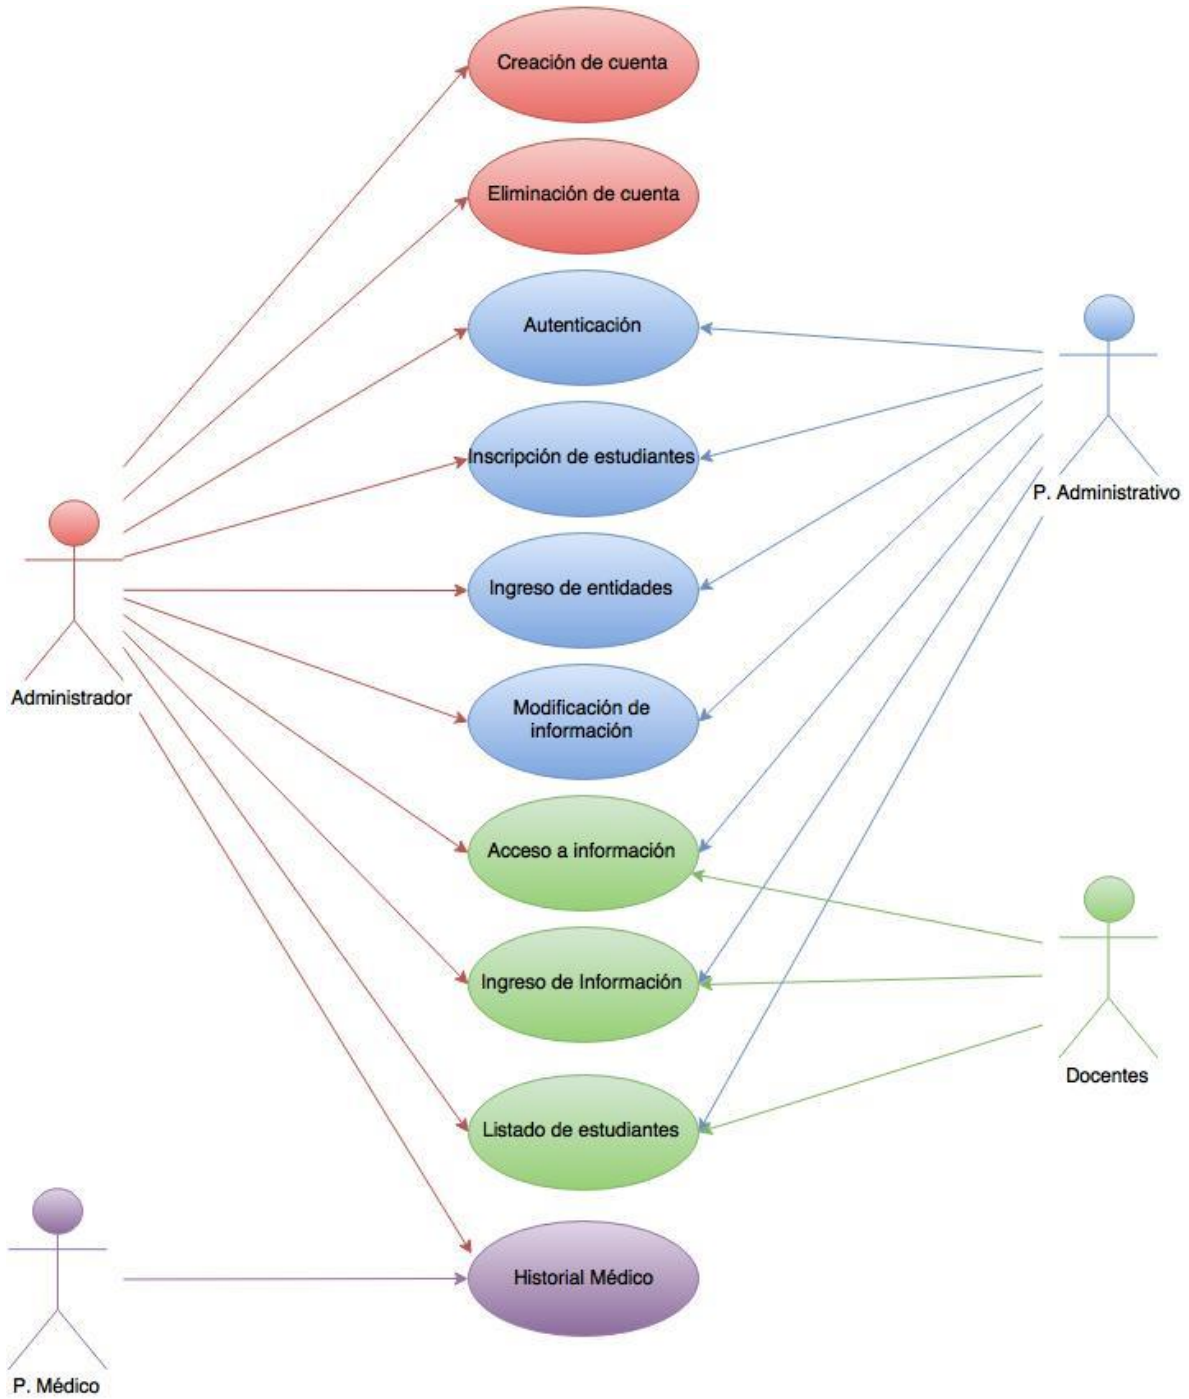 Creación de cuenta
Eliminación de cuenta
Autenticación
Inscripción de estudiantes
P. Administrativo
Ingreso de entidades
Administrador
Modificación de
información
Acceso a información
Ingreso de Información
Docentes
Listado de estudiantes
Historial Médico
P. Médico